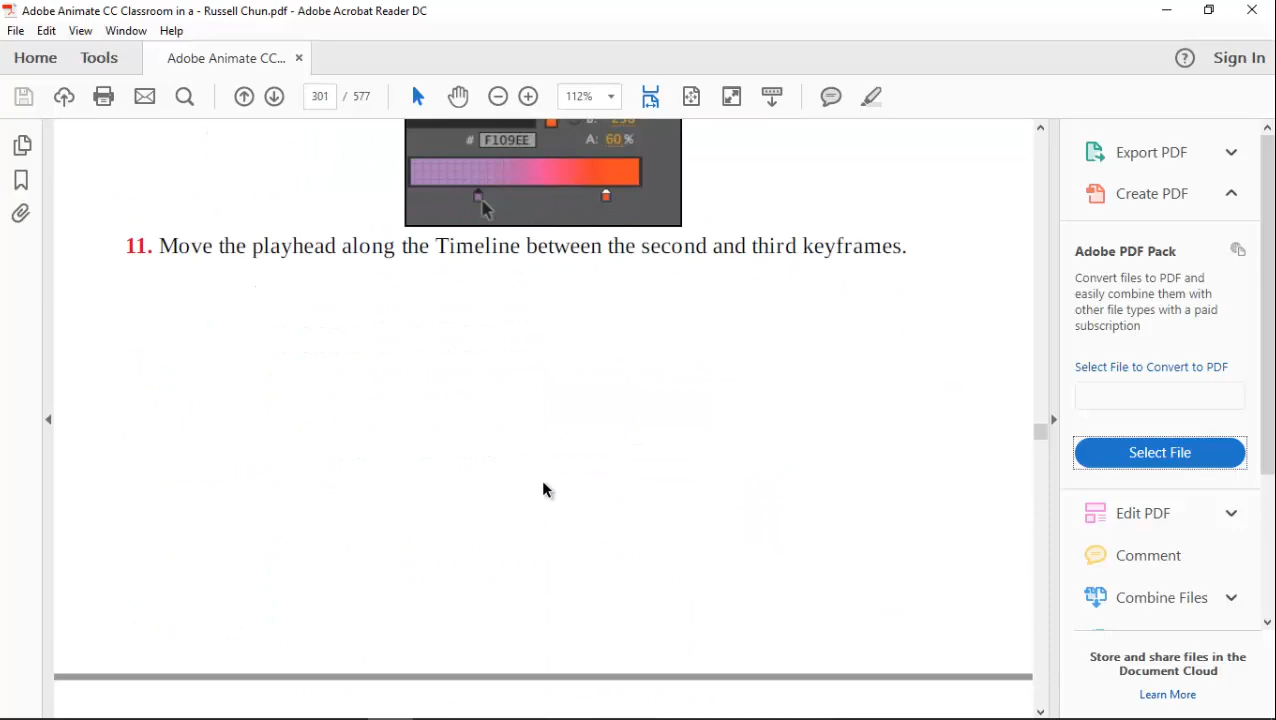 Adobe Animate CC Classroom in a - Russell Chun.pdf - Adobe Acrobat Reader DC
File Edit View Window Help
Home Tools Adobe Animate CC... × Sign In
301 / 577 112%
# F109EE A: 60 %
11. Move the playhead along the Timeline between the second and third keyframes.
Export PDF
Create PDF
Adobe PDF Pack
Convert files to PDF and
easily combine them with
other file types with a paid
subscription
Select File to Convert to PDF
Select File
Edit PDF
Comment
Combine Files
Store and share files in the
Document Cloud
Learn More